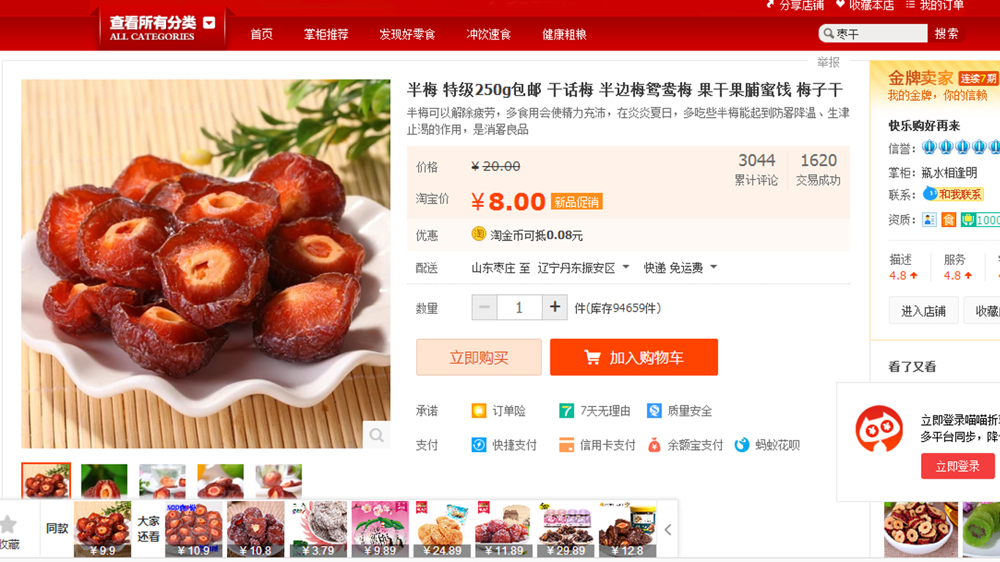 分享店铺 收藏本店 我的订单
查看所有分类
ALL CATEGORIES
首页 掌柜推荐 发现好零食 冲饮速食 健康粗粮
枣干 搜索
举报
半梅 特级250g包邮 干话梅 半边梅鸳鸯梅 果干果脯蜜饯 梅子干
半梅可以解除疲劳，多食用会使精力充沛，在炎炎夏日，多吃些半梅能起到防署降温、生津
止渴的作用，是消署良品
价格 ¥ 20.00
3044 1620
累计评论 交易成功
淘宝价 ¥8.00 新品促销
优惠 淘 淘金币可抵0.08元
配送 山东枣庄 至 辽宁丹东振安区 快递 免运费
数量 1 件(库存94659件)
立即购买 加入购物车
承诺 订单险 7天无理由 质量安全
支付 快捷支付 信用卡支付 余额宝支付 蚂蚁花呗
金牌卖家 连续7期
我的金牌，你的信赖
快乐购好再来
信誉：
掌柜：瓶水相逢明
联系：和我联系
资质：食 1000
描述 服务
4.8 4.8
进入店铺 收藏
看了又看
立即登录喵喵折
多平台同步，降
立即登录
收藏
同款 ¥ 9.9
大家
还看
¥ 10.9 ¥ 10.8 ¥ 3.79 ¥ 9.89 ¥ 24.89 ¥ 11.89 ¥ 29.89 ¥ 12.8